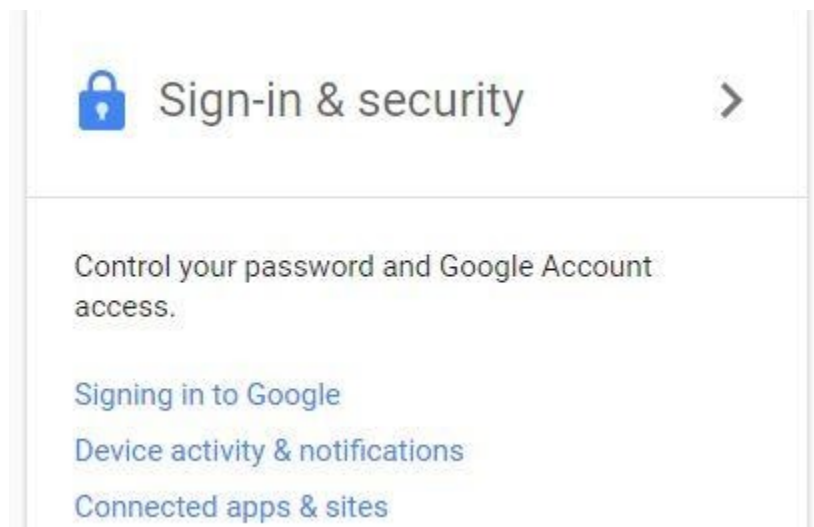 Sign-in & security
Control your password and Google Account
access.
Signing in to Google
Device activity & notifications
Connected apps & sites